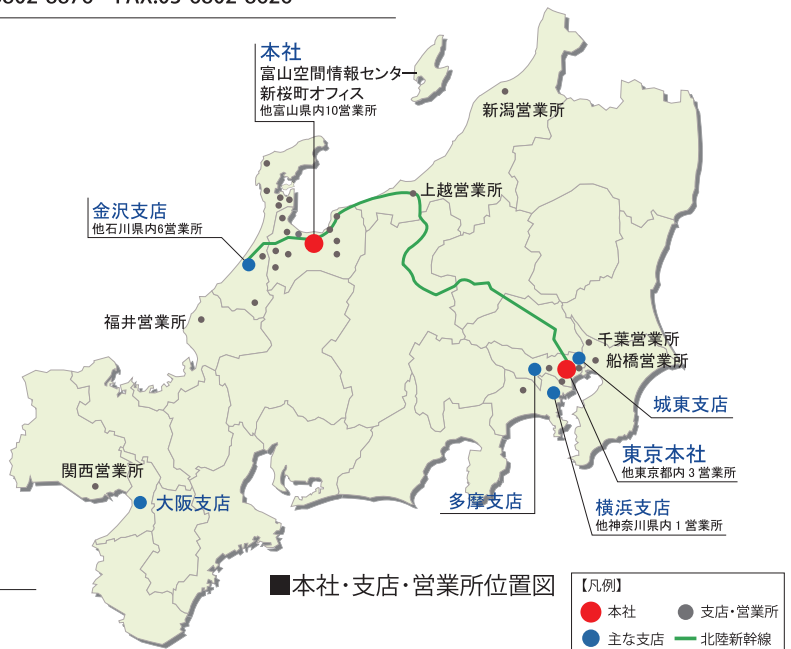 本社
富山空間情報センター
新桜町オフィス
他富山県内10営業所
新潟営業所
上越営業所
金沢支店
他石川県内6営業所
福井営業所
千葉営業所
船橋営業所
城東支店
東京本社
他東京都内3営業所
関西営業所
大阪支店
多摩支店
横浜支店
他神奈川県内1営業所
■本社・支店・営業所位置図
【凡例】
本社
支店・営業所
主な支店
北陸新幹線